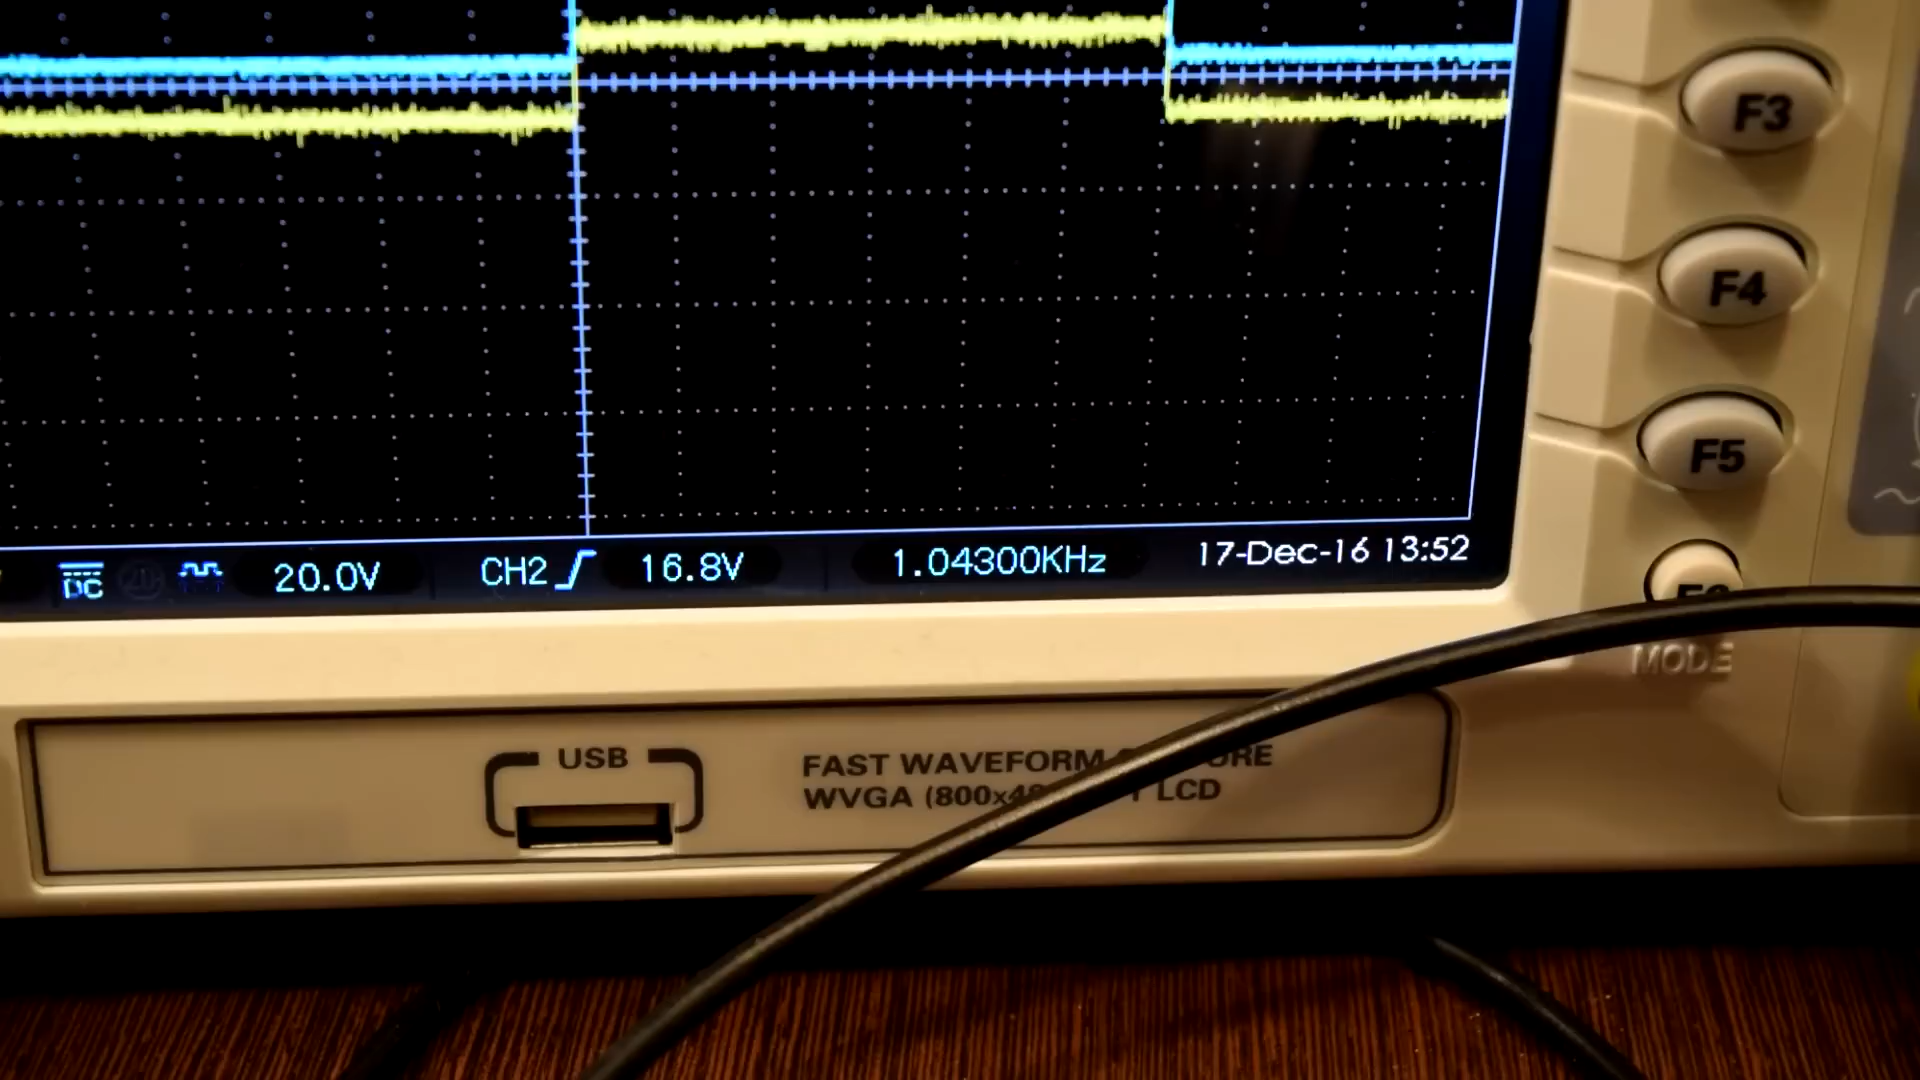 F3
F4
F5
DC 20.0V CH2 16.8V 1.04300KHz 17-Dec-16 13:52
MODE
USB
FAST WAVEFORM
WVGA LCD